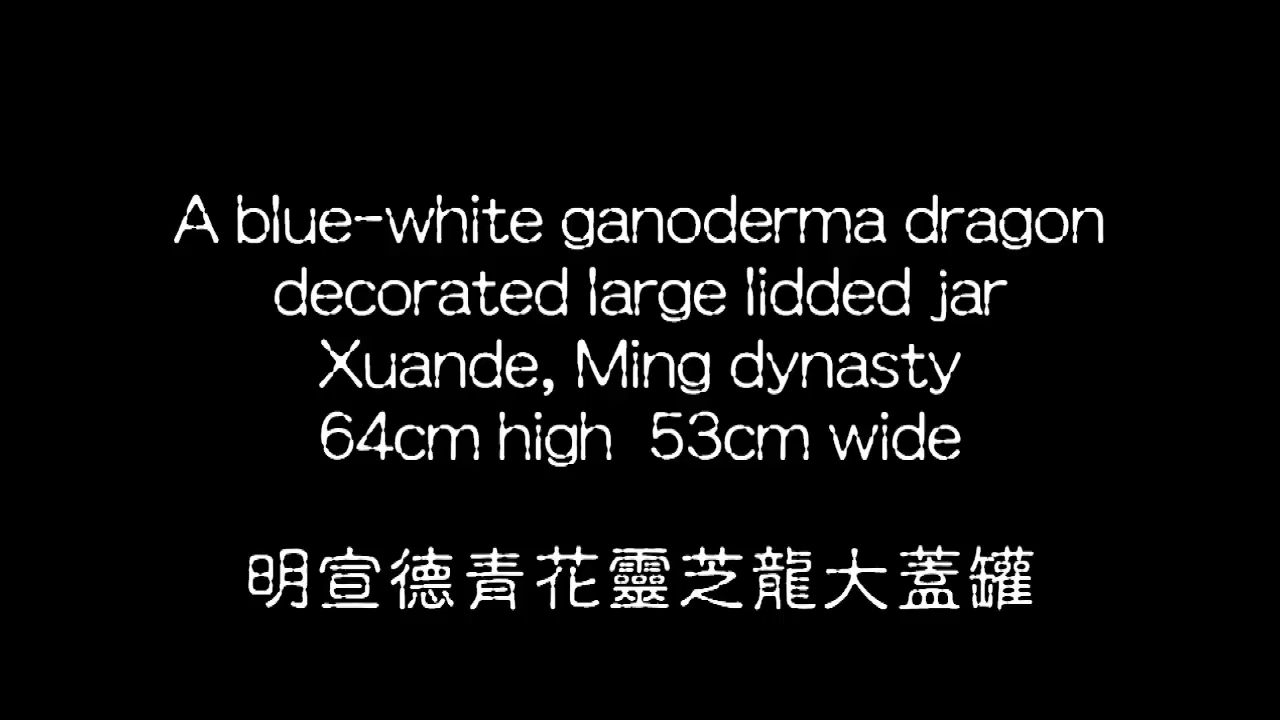 A blue-white ganoderma dragon
decorated large lidded jar
Xuande, Ming dynasty
64cm high 53cm wide
明宣德青花靈芝龍大蓋罐